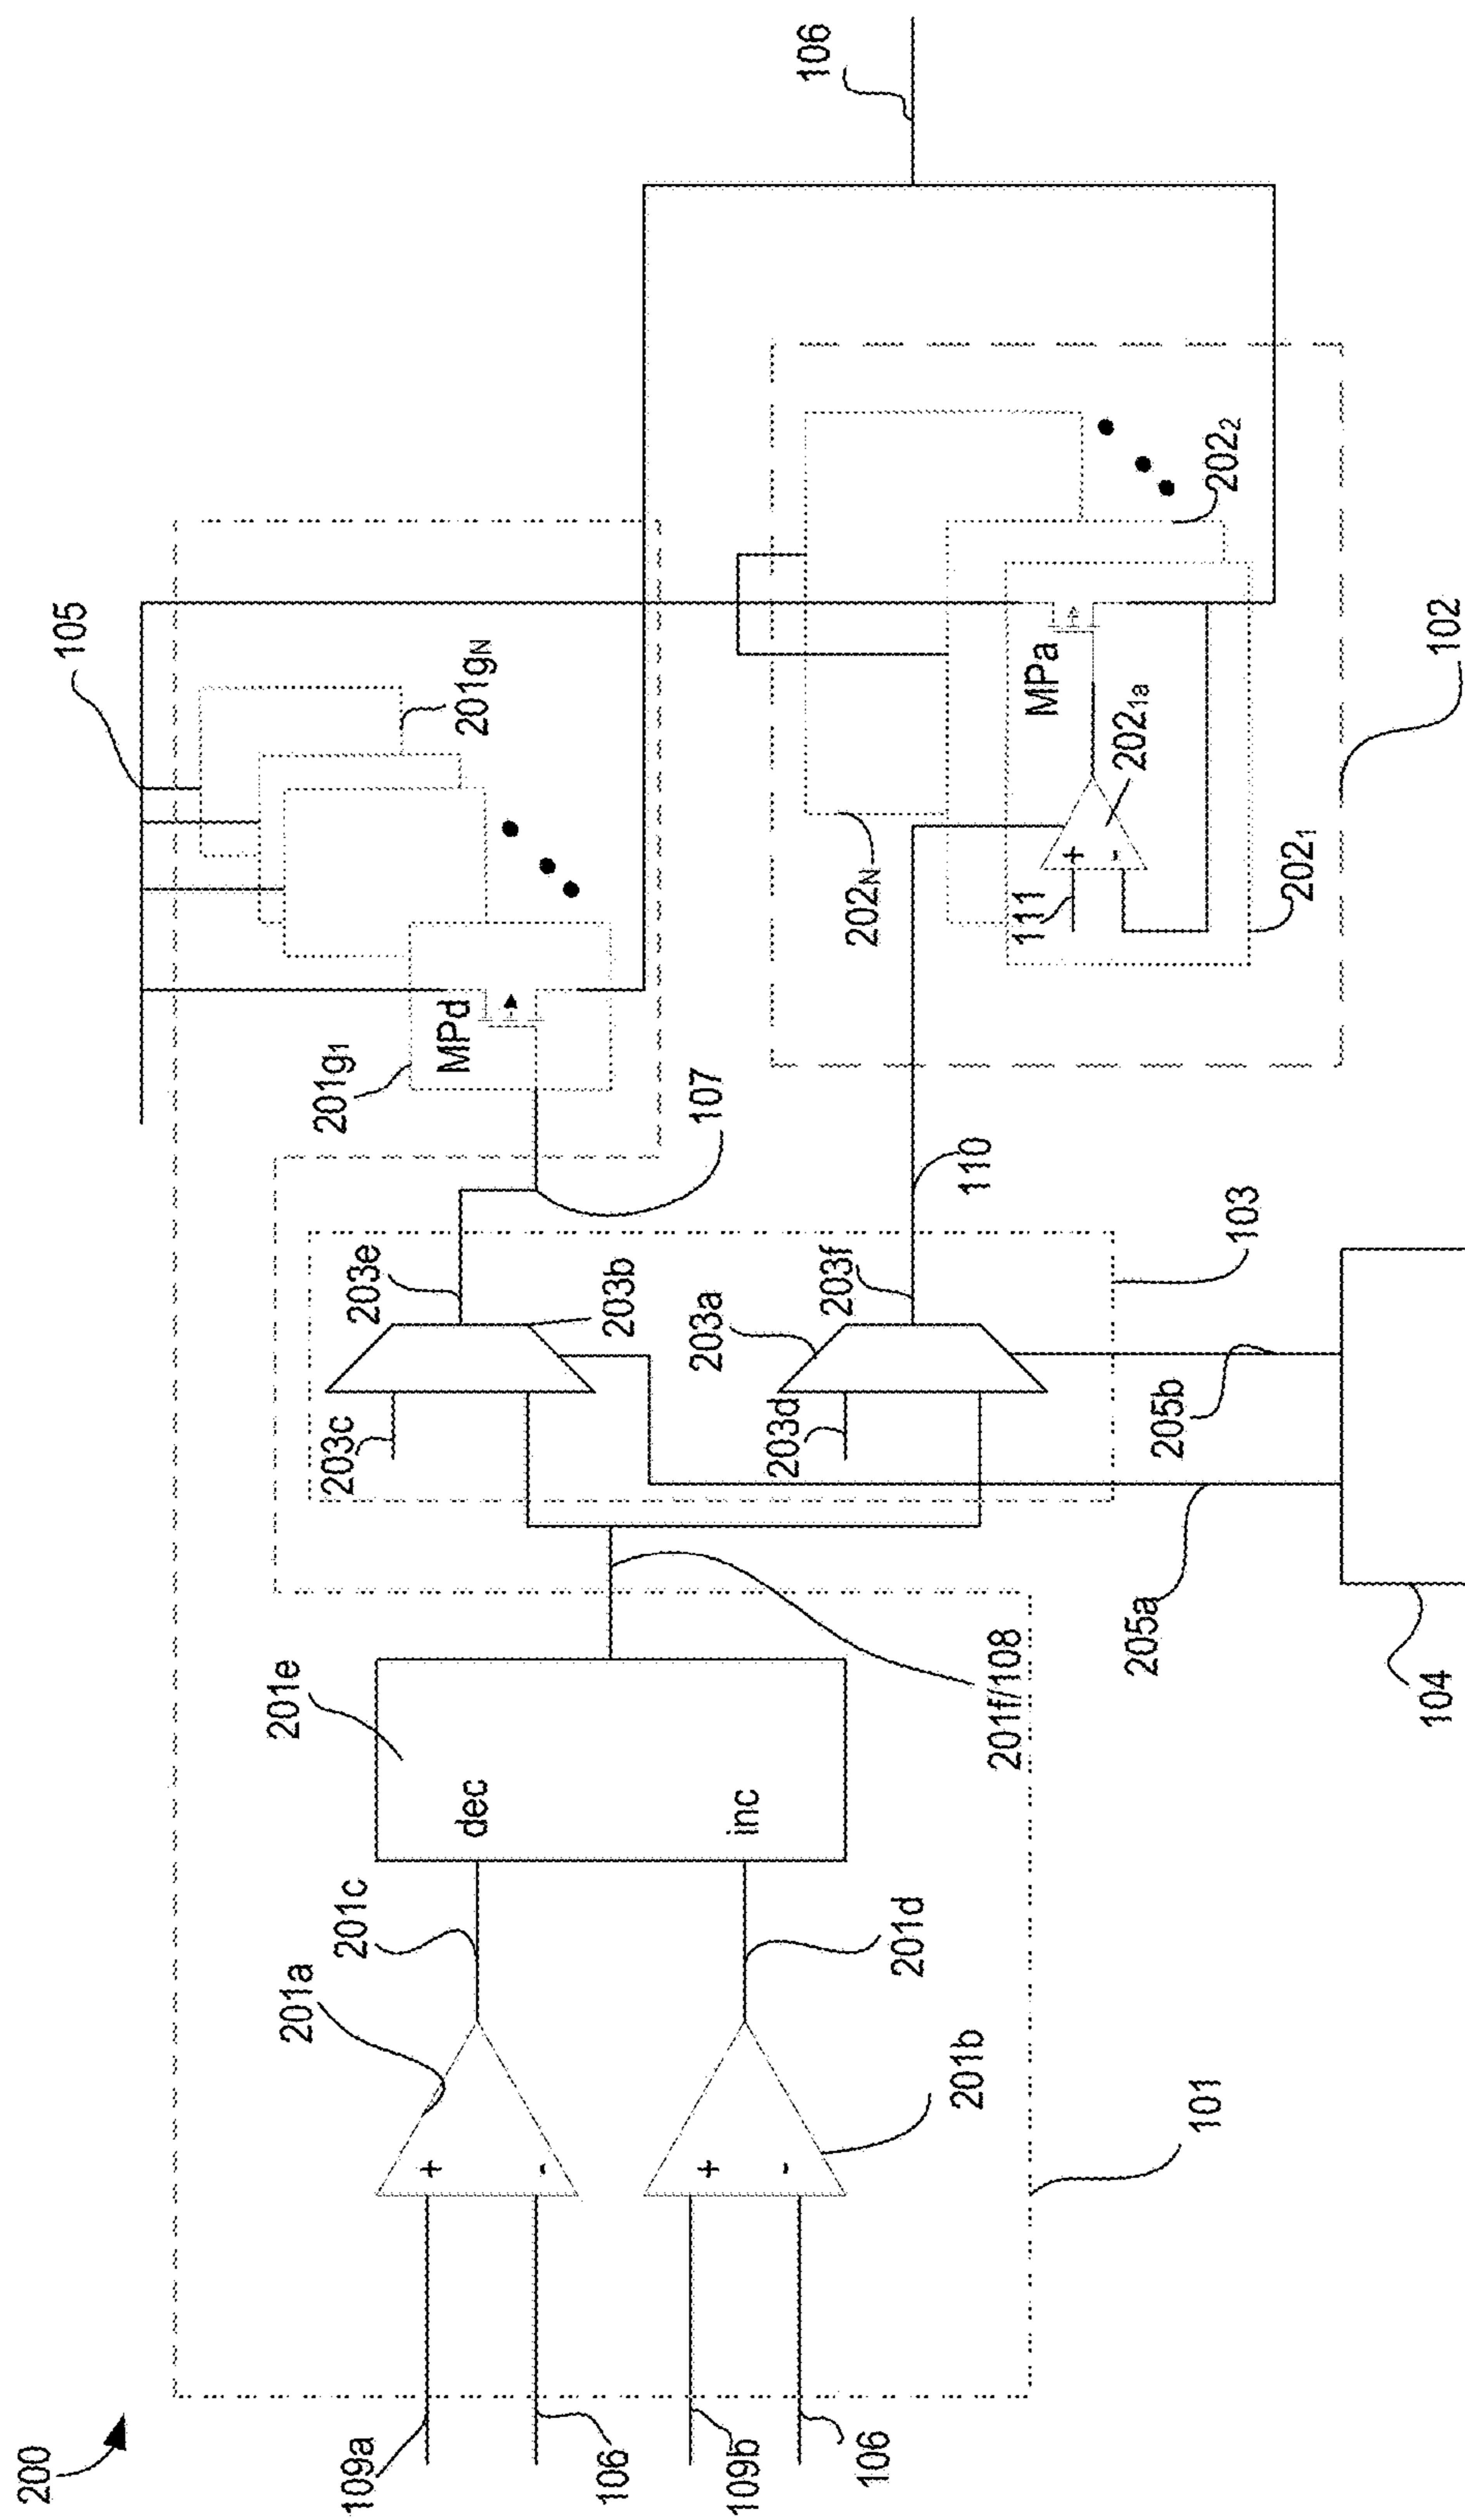 200
105
201gN
201g1
MPd
107
106
203e
203b
203c
203a
203f
203d
103
110
205b
205a
104
201e
dec
inc
201f/108
201a
201c
201d
201b
+
-
+
-
109a
106
109b
106
101
202N
2022
MPa
2021a
+
-
111
2021
102